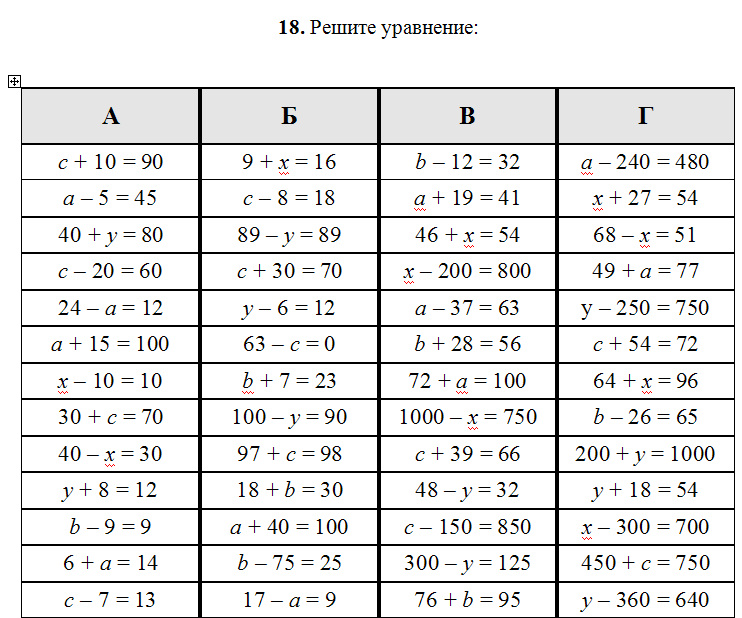 18. Решите уравнение:
А Б В Г
c + 10 = 90 9 + x = 16 b – 12 = 32 a – 240 = 480
a – 5 = 45 c – 8 = 18 a + 19 = 41 x + 27 = 54
40 + y = 80 89 – y = 89 46 + x = 54 68 – x = 51
c – 20 = 60 c + 30 = 70 x – 200 = 800 49 + a = 77
24 – a = 12 y – 6 = 12 a – 37 = 63 y – 250 = 750
a + 15 = 100 63 – c = 0 b + 28 = 56 c + 54 = 72
x – 10 = 10 b + 7 = 23 72 + a = 100 64 + x = 96
30 + c = 70 100 – y = 90 1000 – x = 750 b – 26 = 65
40 – x = 30 97 + c = 98 c + 39 = 66 200 + y = 1000
y + 8 = 12 18 + b = 30 48 – y = 32 y + 18 = 54
b – 9 = 9 a + 40 = 100 c – 150 = 850 x – 300 = 700
6 + a = 14 b – 75 = 25 300 – y = 125 450 + c = 750
c – 7 = 13 17 – a = 9 76 + b = 95 y – 360 = 640